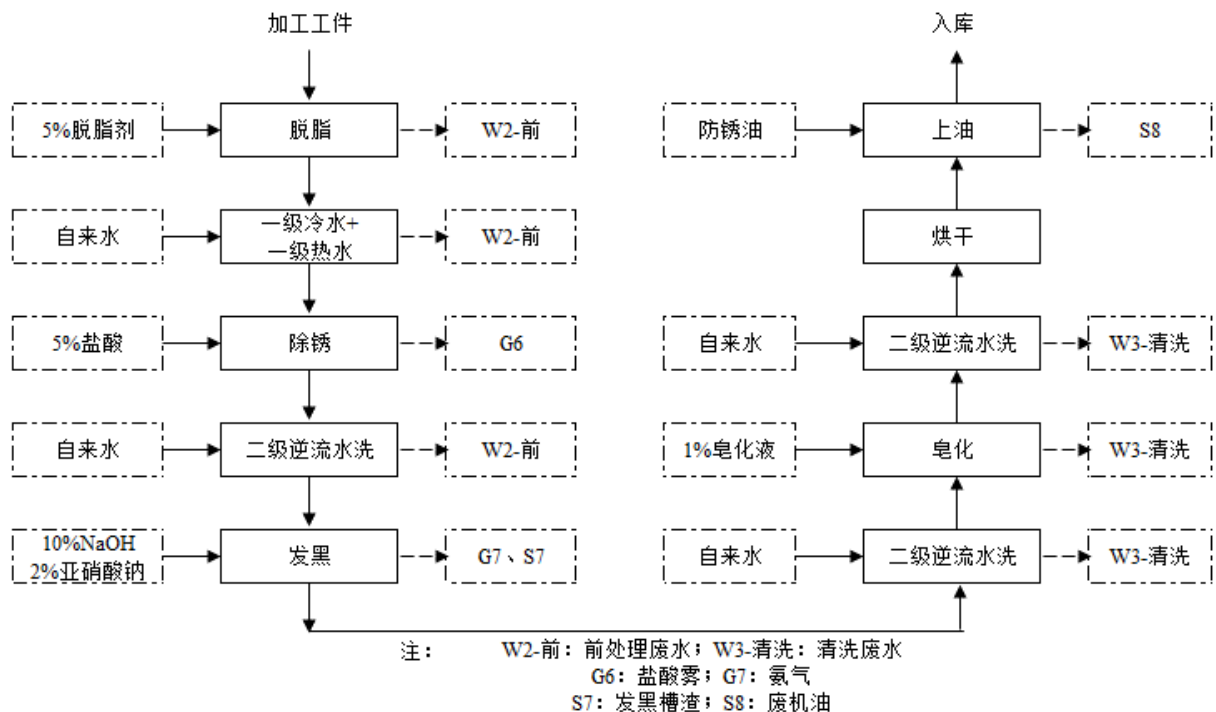 加工工件
入库
5%脱脂剂
脱脂
W2-前
防锈油
上油
S8
自来水
一级冷水+
一级热水
W2-前
烘干
5%盐酸
除锈
G6
自来水
二级逆流水洗
W3-清洗
自来水
二级逆流水洗
W2-前
1%皂化液
皂化
W3-清洗
10%NaOH
2%亚硝酸钠
发黑
G7、S7
自来水
二级逆流水洗
W3-清洗
注： W2-前：前处理废水；W3-清洗：清洗废水
G6：盐酸雾；G7：氨气
S7：发黑槽渣；S8：废机油